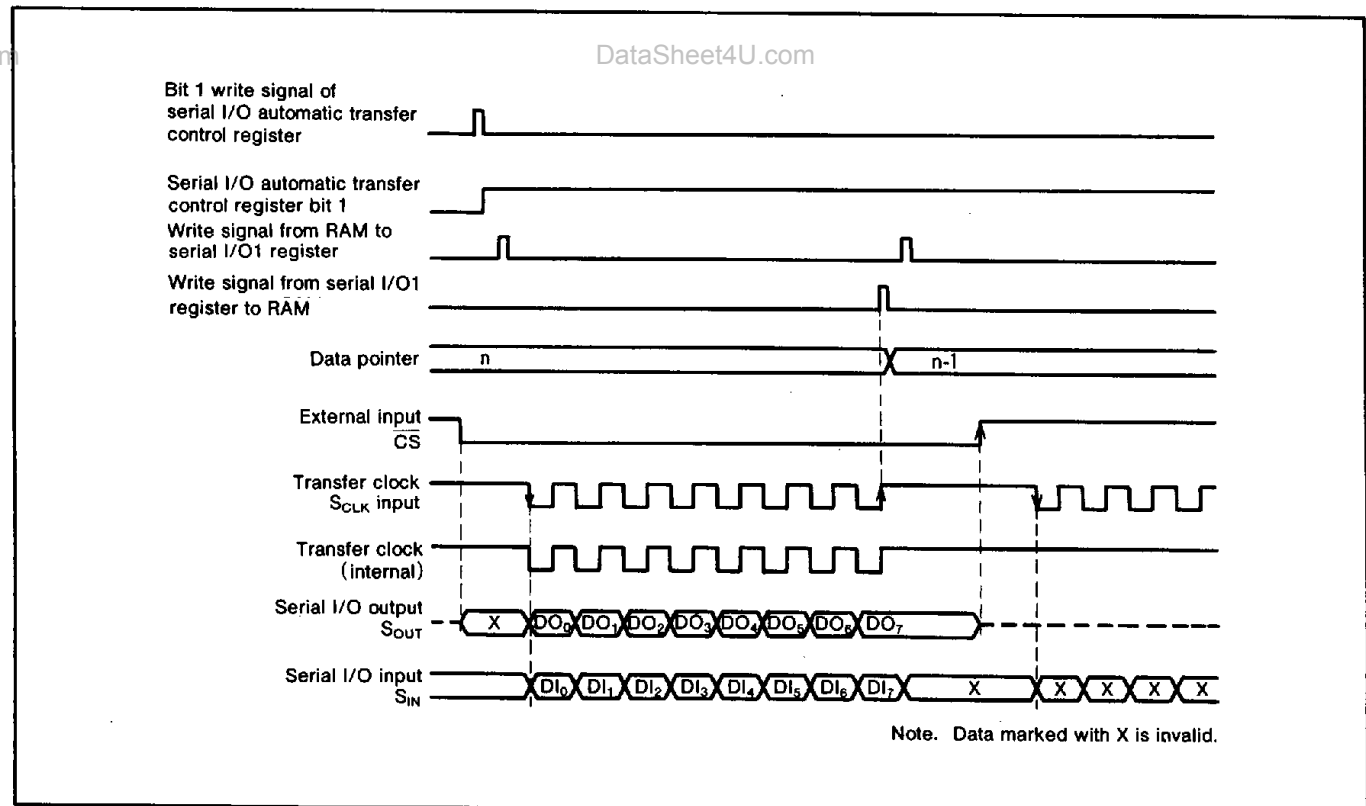 m
DataSheet4U.com
Bit 1 write signal of
serial I/O automatic transfer
control register
Serial I/O automatic transfer
control register bit 1
Write signal from RAM to
serial I/O1 register
Write signal from serial I/O1
register to RAM
Data pointer n n-1
External input
CS
Transfer clock
SCLK input
Transfer clock
(internal)
Serial I/O output
SOUT X DO0 DO1 DO2 DO3 DO4 DO5 DO6 DO7
Serial I/O input
SIN DI0 DI1 DI2 DI3 DI4 DI5 DI6 DI7 X X X X X
Note. Data marked with X is invalid.